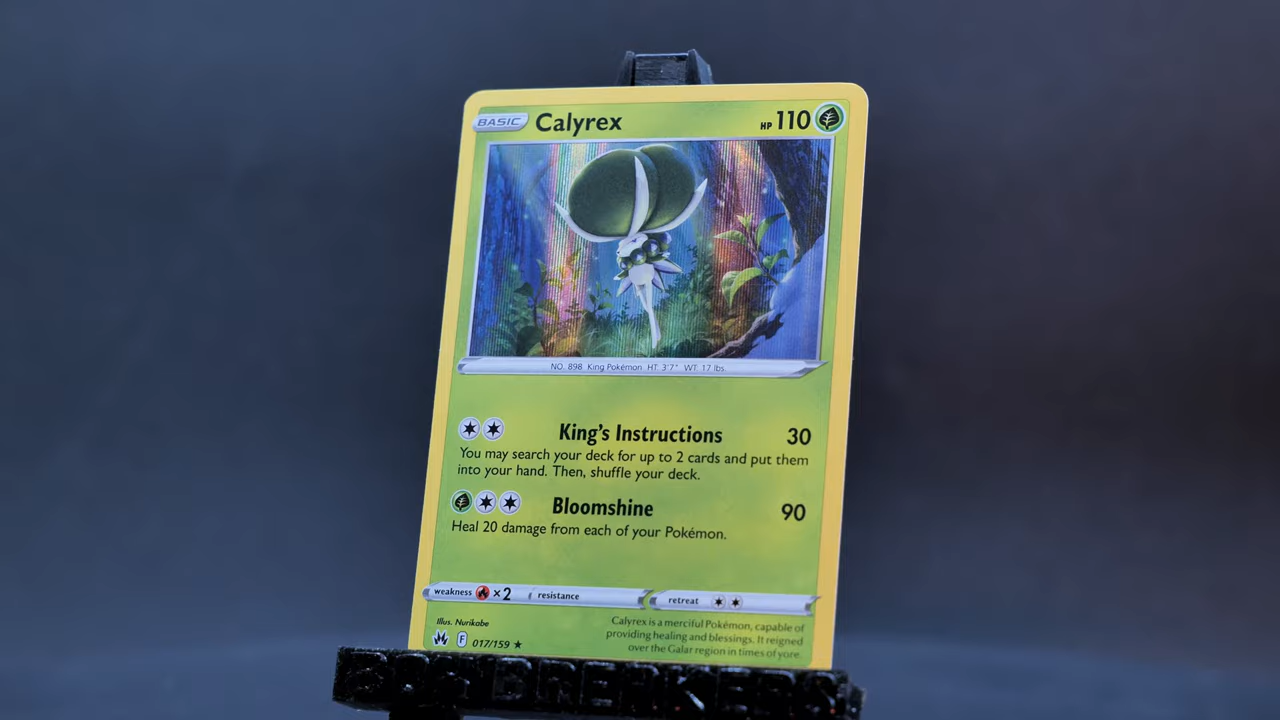 BASIC Calyrex HP 110
NO. 898 King Pokémon HT 3'7" WT. 17 lbs.
King's Instructions 30
You may search your deck for up to 2 cards and put them
into your hand. Then, shuffle your deck.
Bloomshine 90
Heal 20 damage from each of your Pokémon.
weakness ×2 resistance retreat
Illus. Nurikabe
F 017/159
Calyrex is a merciful Pokémon, capable of
providing healing and blessings. It reigned
over the Galar region in times of yore.
BREAKERS